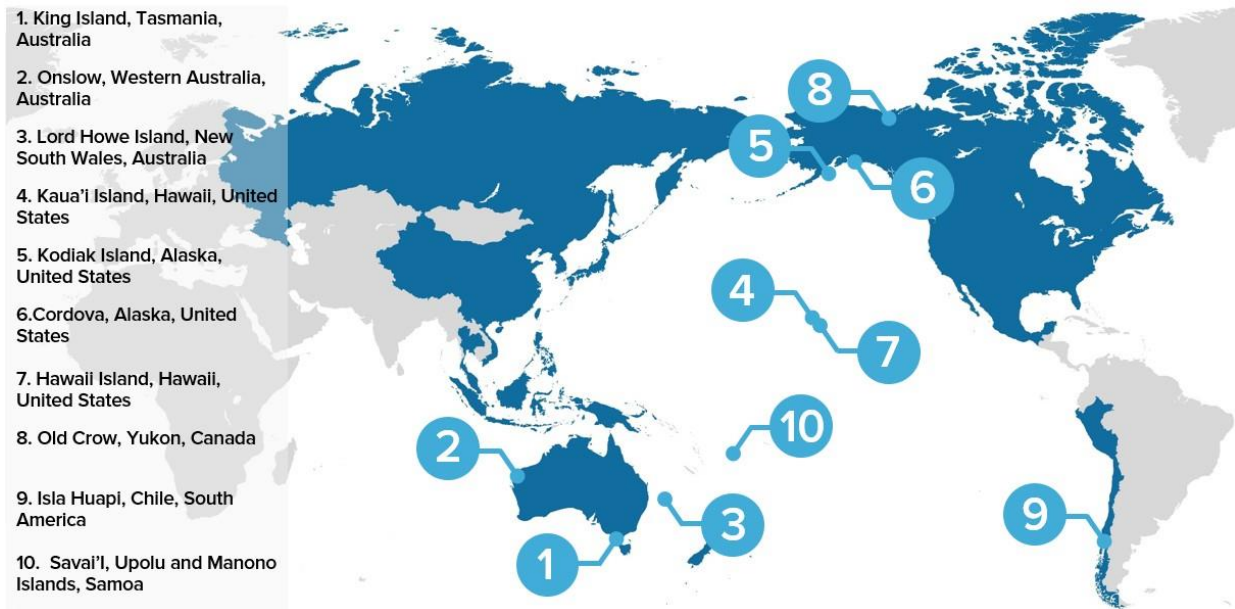 1. King Island, Tasmania,
Australia
2. Onslow, Western Australia,
Australia
3. Lord Howe Island, New
South Wales, Australia
4. Kaua'i Island, Hawaii, United
States
5. Kodiak Island, Alaska,
United States
6.Cordova, Alaska, United
States
7. Hawaii Island, Hawaii,
United States
8. Old Crow, Yukon, Canada
9. Isla Huapi, Chile, South
America
10. Savai'I, Upolu and Manono
Islands, Samoa
8
5
6
4
7
10
2
3
9
1